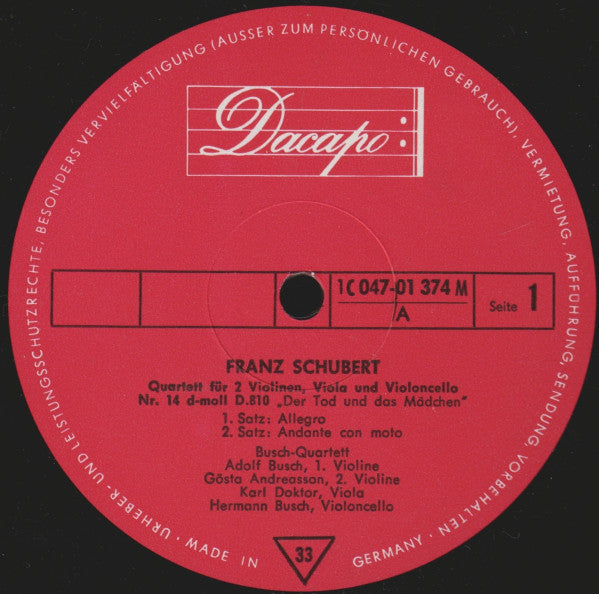 URHEBER- UND LEISTUNGSSCHUTZRECHTE, BESONDERS VERVIELFÄLTIGUNG (AUSSER ZUM PERSÖNLICHEN GEBRAUCH), VERMIETUNG, AUFFÜHRUNG, SENDUNG, VORBEHALTEN
Dacapo
1 C 047-01 374 M
A
Seite 1
FRANZ SCHUBERT
Quartett für 2 Violinen, Viola und Violoncello
Nr. 14 d-moll D.810 „Der Tod und das Mädchen"
1. Satz: Allegro
2. Satz: Andante con moto
Busch-Quartett
Adolf Busch, 1. Violine
Gösta Andreasson, 2. Violine
Karl Doktor, Viola
Hermann Busch, Violoncello
33
· MADE IN GERMANY ·